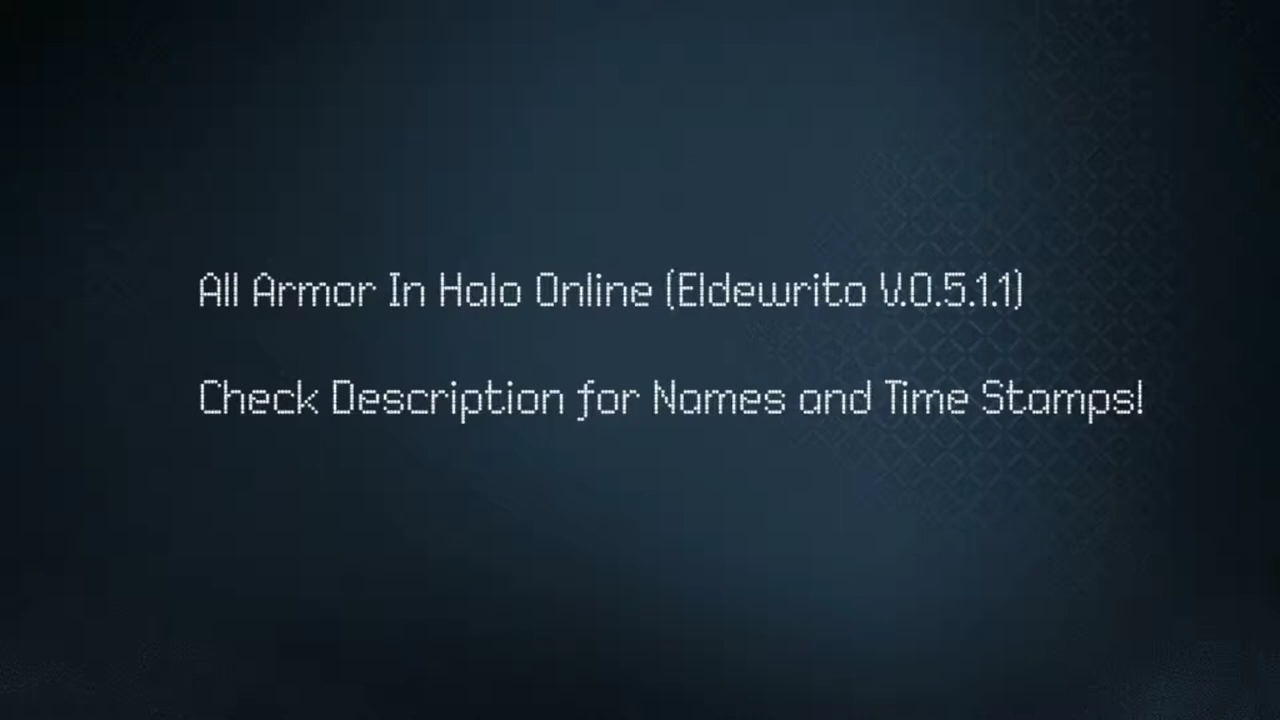 All Armor In Halo Online (Eldewrito V.0.5.1.1)
Check Description for Names and Time Stamps!